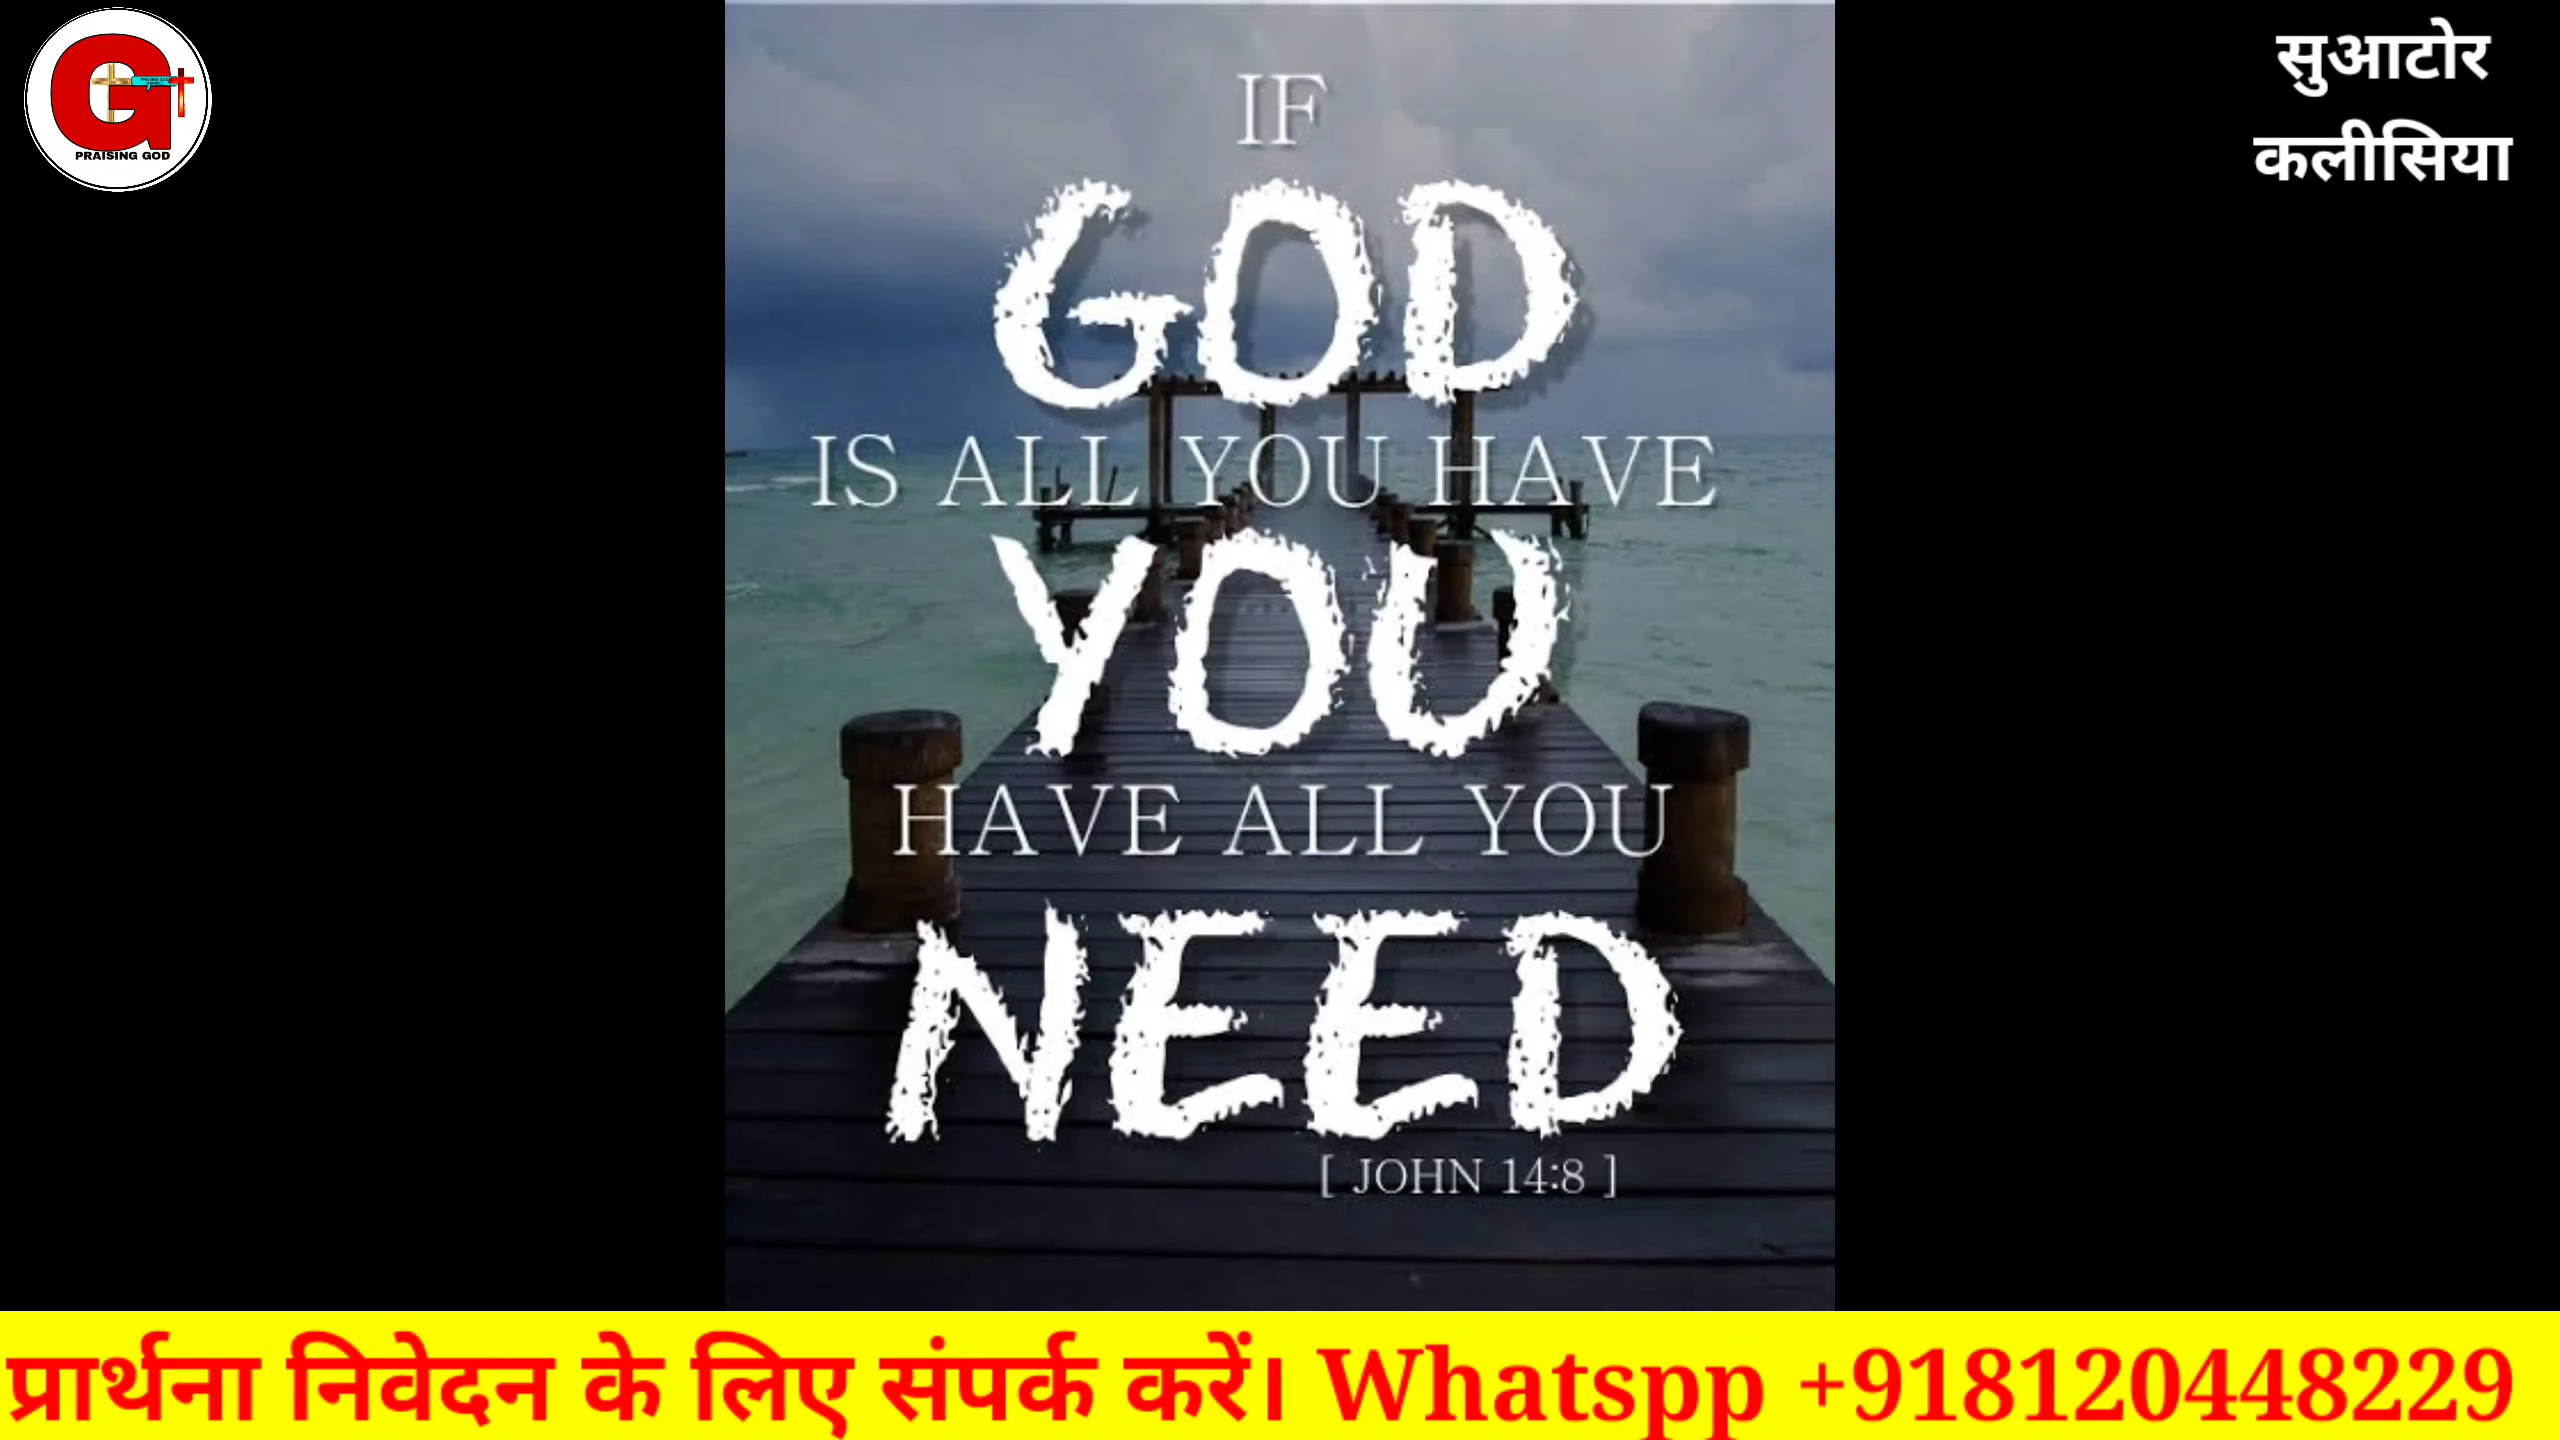 PRAISING GOD
सुआटोर
कलीसिया
IF
GOD
IS ALL YOU HAVE
YOU
HAVE ALL YOU
NEED
[ JOHN 14:8 ]
प्रार्थना निवेदन के लिए संपर्क करें। Whatspp +918120448229